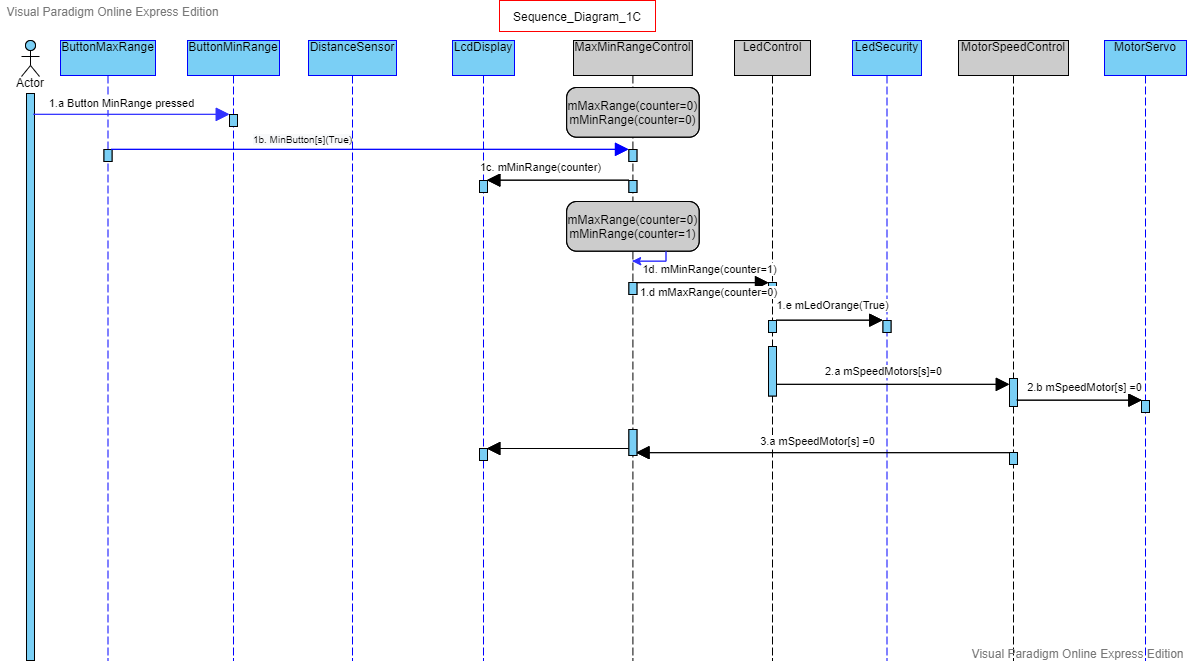 Visual Paradigm Online Express Edition
Sequence_Diagram_1C
ButtonMaxRange
ButtonMinRange
DistanceSensor
LcdDisplay
MaxMinRangeControl
LedControl
LedSecurity
MotorSpeedControl
MotorServo
Actor
1.a Button MinRange pressed
mMaxRange(counter=0)
mMinRange(counter=0)
1b. MinButton[s](True)
1c. mMinRange(counter)
mMaxRange(counter=0)
mMinRange(counter=1)
1d. mMinRange(counter=1)
1.d mMaxRange(counter=0)
1.e mLedOrange(True)
2.a mSpeedMotors[s]=0
2.b mSpeedMotor[s] =0
3.a mSpeedMotor[s] =0
Visual Paradigm Online Express Edition